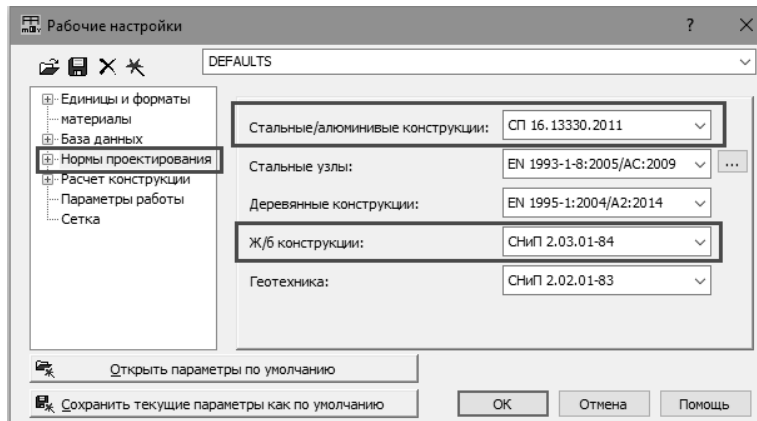 Рабочие настройки
DEFAULTS
Единицы и форматы
материалы
База данных
Нормы проектирования
Расчет конструкции
Параметры работы
Сетка
Стальные/алюминивые конструкции: СП 16.13330.2011
Стальные узлы: EN 1993-1-8:2005/AC:2009 ...
Деревянные конструкции: EN 1995-1:2004/A2:2014
Ж/б конструкции: СНиП 2.03.01-84
Геотехника: СНиП 2.02.01-83
Открыть параметры по умолчанию
Сохранить текущие параметры как по умолчанию
ОК Отмена Помощь